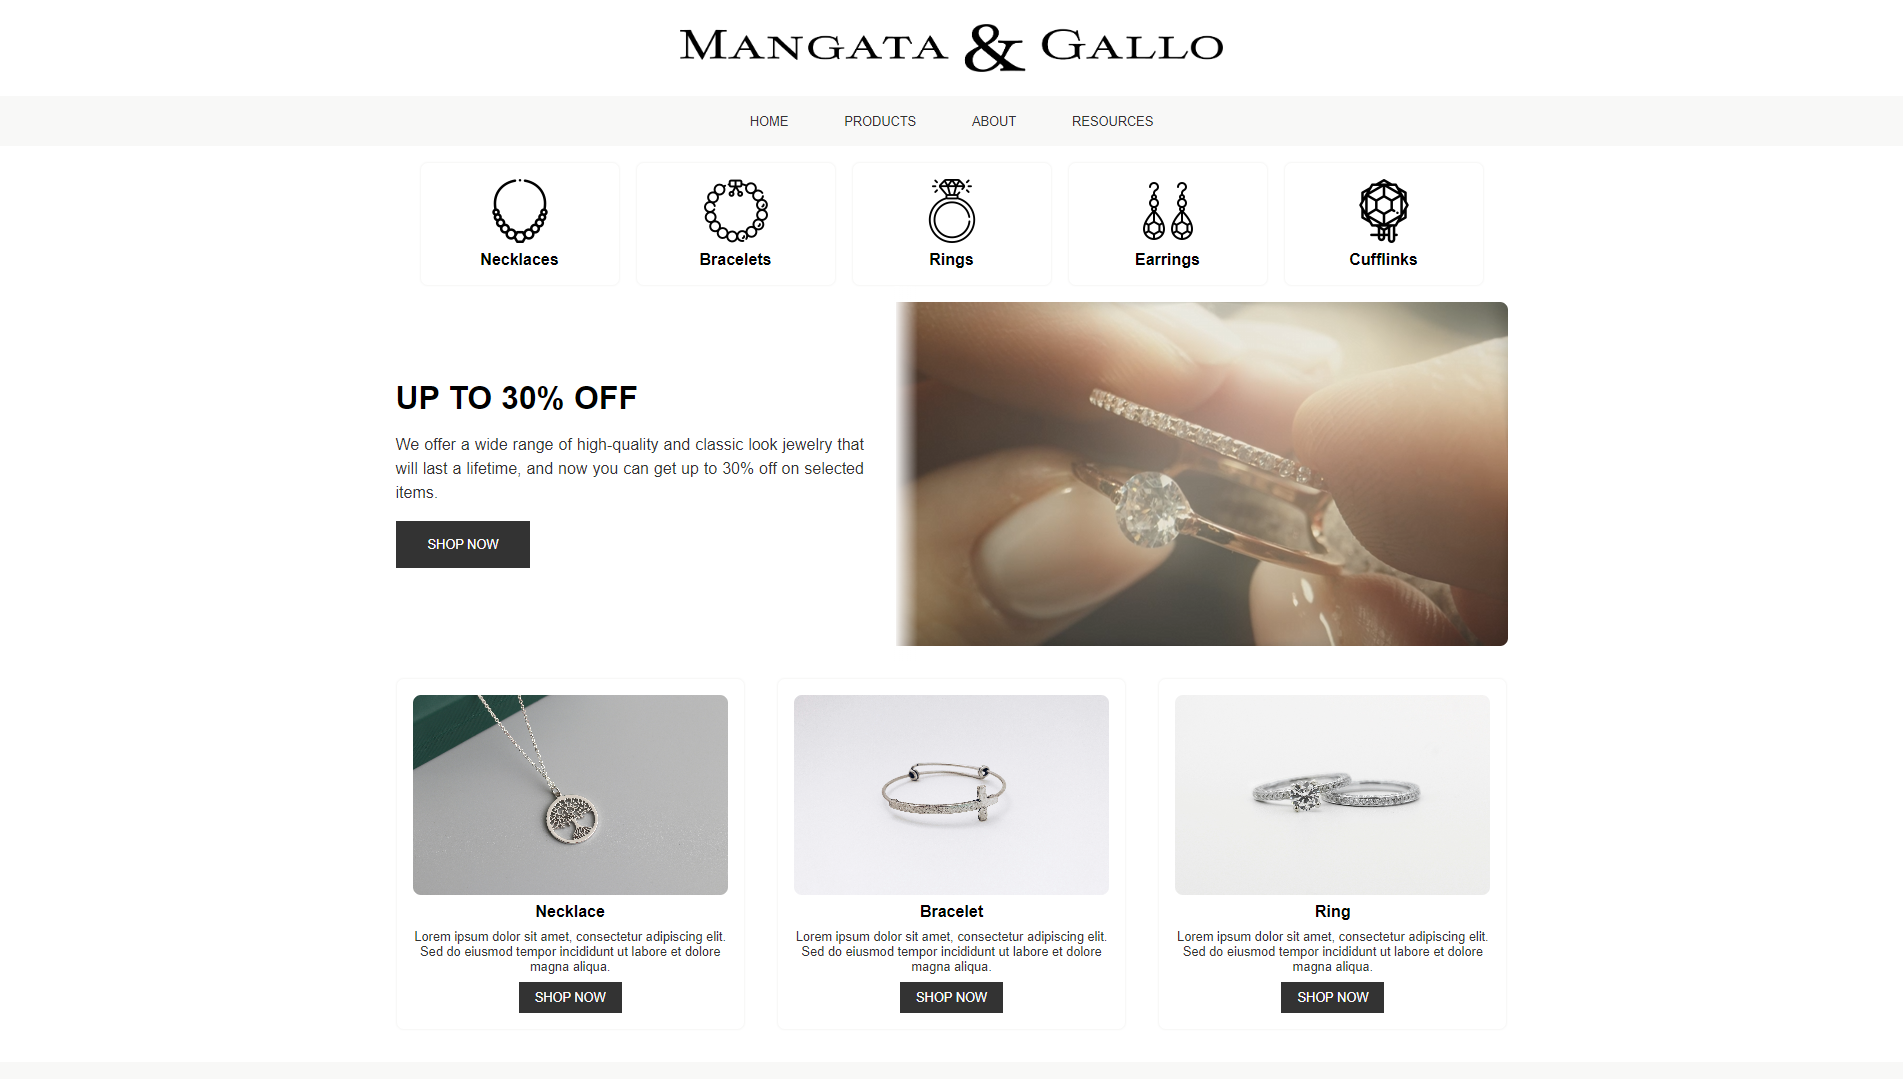 MANGATA & GALLO
HOME PRODUCTS ABOUT RESOURCES
Necklaces Bracelets Rings Earrings Cufflinks
UP TO 30% OFF
We offer a wide range of high-quality and classic look jewelry that
will last a lifetime, and now you can get up to 30% off on selected
items.
SHOP NOW
Necklace
Lorem ipsum dolor sit amet, consectetur adipiscing elit.
Sed do eiusmod tempor incididunt ut labore et dolore
magna aliqua.
SHOP NOW
Bracelet
Lorem ipsum dolor sit amet, consectetur adipiscing elit.
Sed do eiusmod tempor incididunt ut labore et dolore
magna aliqua.
SHOP NOW
Ring
Lorem ipsum dolor sit amet, consectetur adipiscing elit.
Sed do eiusmod tempor incididunt ut labore et dolore
magna aliqua.
SHOP NOW